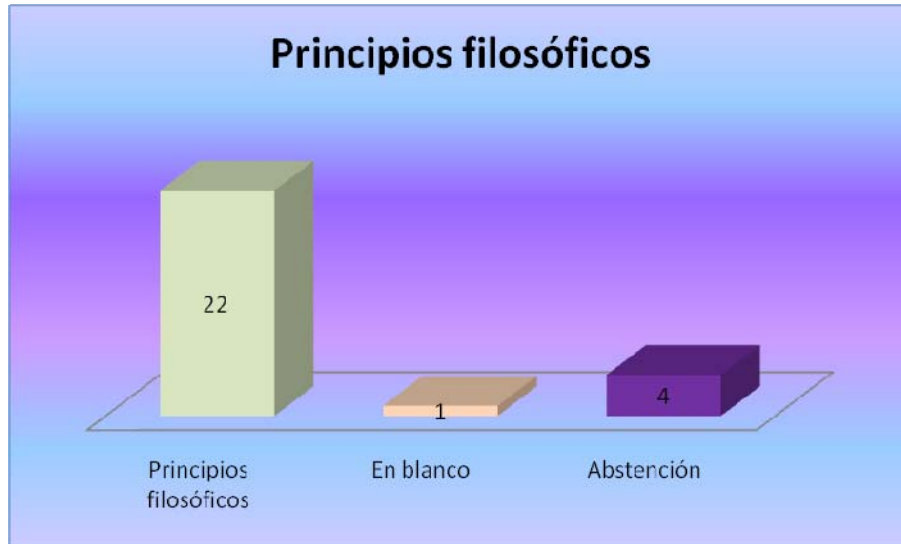 Principios filosóficos
22
1
4
Principios
filosóficos
En blanco
Abstención